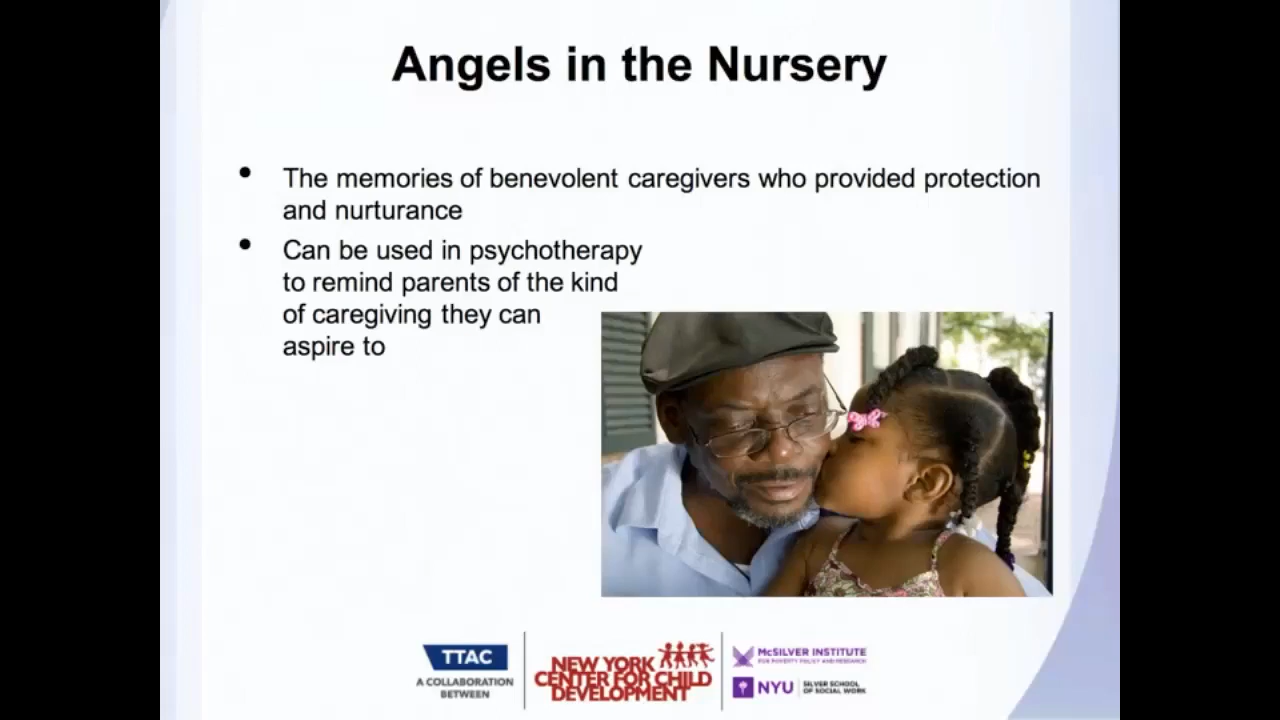 Angels in the Nursery
• The memories of benevolent caregivers who provided protection
and nurturance
• Can be used in psychotherapy
to remind parents of the kind
of caregiving they can
aspire to
TTAC
A COLLABORATION
BETWEEN
NEW YORK
CENTER FOR CHILD
DEVELOPMENT
McSILVER INSTITUTE
FOR POVERTY POLICY AND RESEARCH
NYU
SILVER SCHOOL
OF SOCIAL WORK